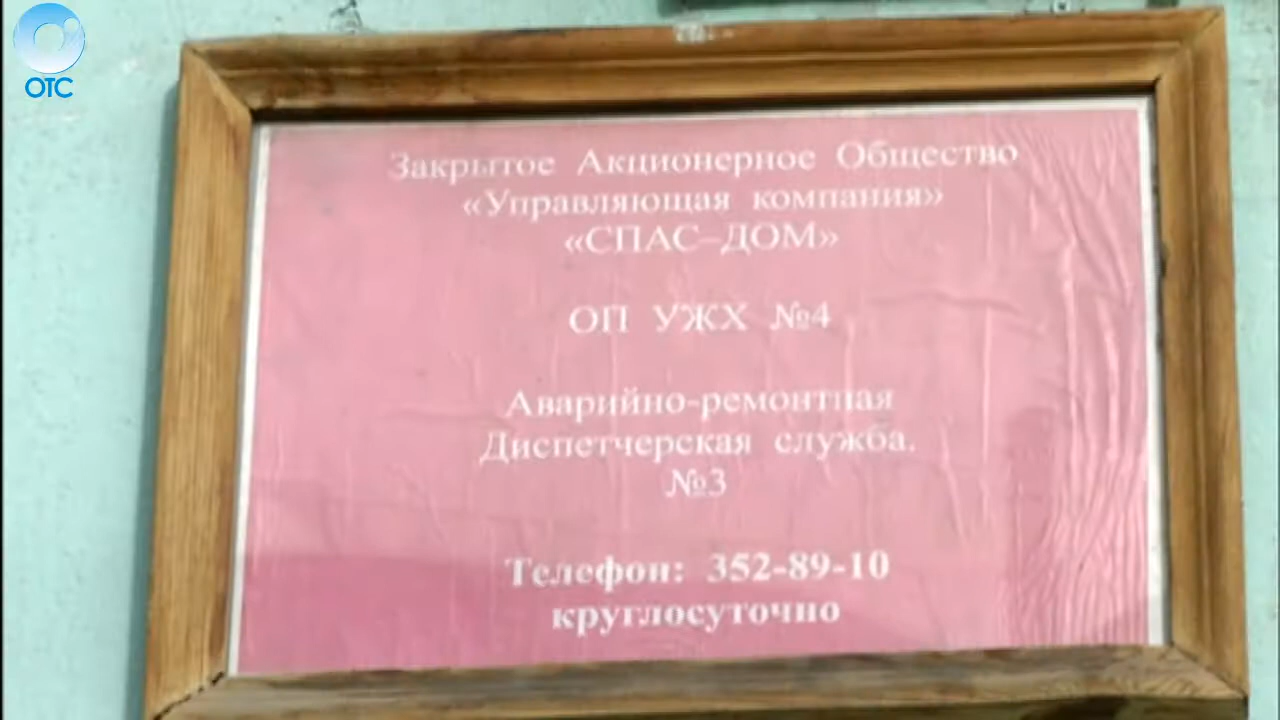 ОТС
Закрытое Акционерное Общество
«Управляющая компания»
«СПАС–ДОМ»
ОП УЖХ №4
Аварийно-ремонтная
Диспетчерская служба.
№3
Телефон: 352-89-10
круглосуточно